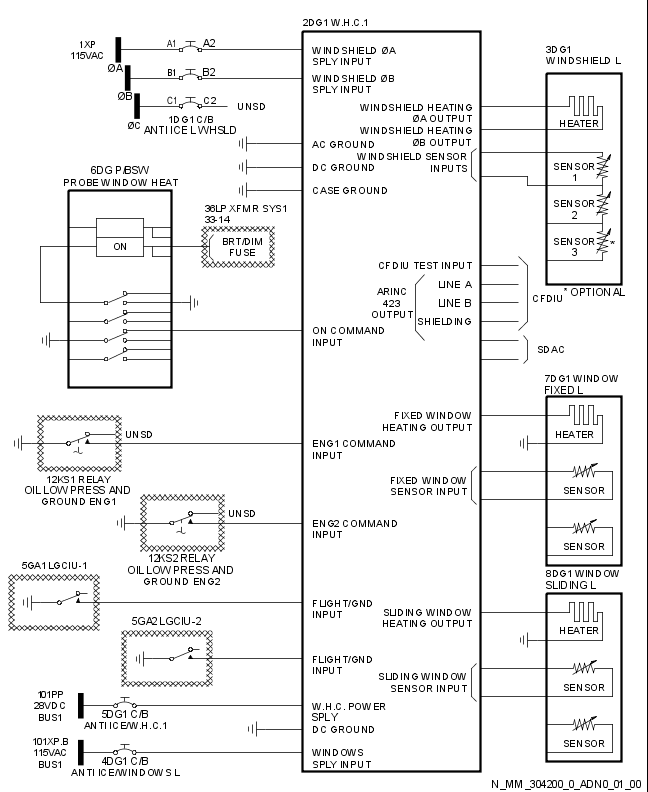 2DG1 W.H.C.1
1XP
115VAC
A1 A2
ØA
B1 B2
ØB
C1 C2 UNSD
ØC
1DG1 C/B
ANTI ICE L WHSLD
WINDSHIELD ØA
SPLY INPUT
WINDSHIELD ØB
SPLY INPUT
WINDSHIELD HEATING
ØA OUTPUT
WINDSHIELD HEATING
ØB OUTPUT
WINDSHIELD SENSOR
INPUTS
AC GROUND
DC GROUND
CASE GROUND
3DG1
WINDSHIELD L
HEATER
SENSOR
1
SENSOR
2
SENSOR
3
*
* OPTIONAL
6DG P/BSW
PROBE WINDOW HEAT
ON
36LP XFMR SYS1
33-14
BRT/DIM
FUSE
CFDIU TEST INPUT
LINE A
ARINC
423
OUTPUT
LINE B
SHIELDING
CFDIU
SDAC
ON COMMAND
INPUT
7DG1 WINDOW
FIXED L
HEATER
SENSOR
SENSOR
FIXED WINDOW
HEATING OUTPUT
FIXED WINDOW
SENSOR INPUT
UNSD
12KS1 RELAY
OIL LOW PRESS AND
GROUND ENG1
ENG1 COMMAND
INPUT
UNSD
12KS2 RELAY
OIL LOW PRESS AND
GROUND ENG2
ENG2 COMMAND
INPUT
5GA1 LGCIU-1
FLIGHT/GND
INPUT
5GA2 LGCIU-2
FLIGHT/GND
INPUT
8DG1 WINDOW
SLIDING L
HEATER
SENSOR
SENSOR
SLIDING WINDOW
HEATING OUTPUT
SLIDING WINDOW
SENSOR INPUT
101PP
28VDC
BUS1
5DG1 C/B
ANTI ICE/W.H.C.1
W.H.C. POWER
SPLY
DC GROUND
101XP.B
115VAC
BUS1
4DG1 C/B
ANTI ICE/WINDOWS L
WINDOWS
SPLY INPUT
N_MM_304200_0_ADN0_01_00